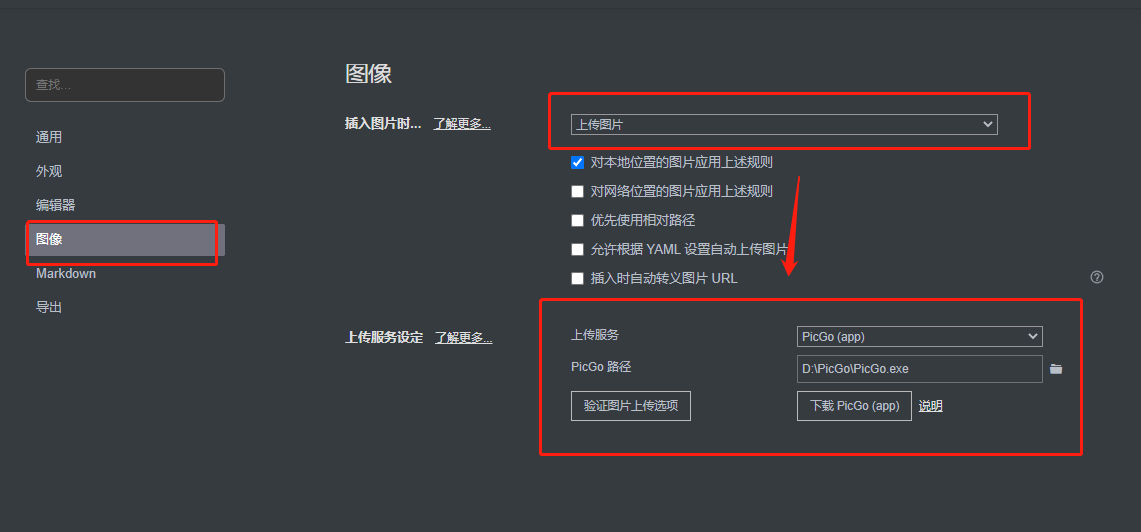 查找...
通用
外观
编辑器
图像
Markdown
导出
图像
插入图片时... 了解更多...
上传图片
对本地位置的图片应用上述规则
对网络位置的图片应用上述规则
优先使用相对路径
允许根据 YAML 设置自动上传图片
插入时自动转义图片 URL
上传服务设定 了解更多...
上传服务 PicGo (app)
PicGo 路径 D:\PicGo\PicGo.exe
验证图片上传选项 下载 PicGo (app) 说明